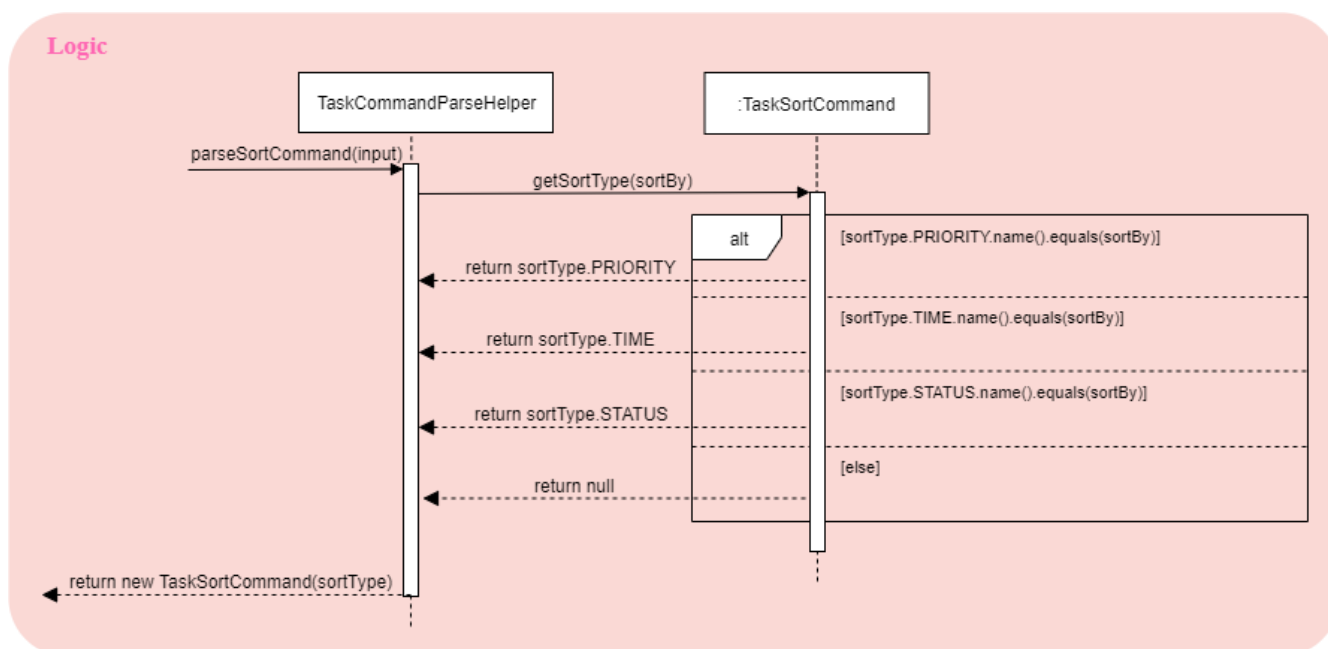 Logic
TaskCommandParseHelper
:TaskSortCommand
parseSortCommand(input)
getSortType(sortBy)
alt
[sortType.PRIORITY.name().equals(sortBy)]
return sortType.PRIORITY
[sortType.TIME.name().equals(sortBy)]
return sortType.TIME
[sortType.STATUS.name().equals(sortBy)]
return sortType.STATUS
[else]
return null
return new TaskSortCommand(sortType)